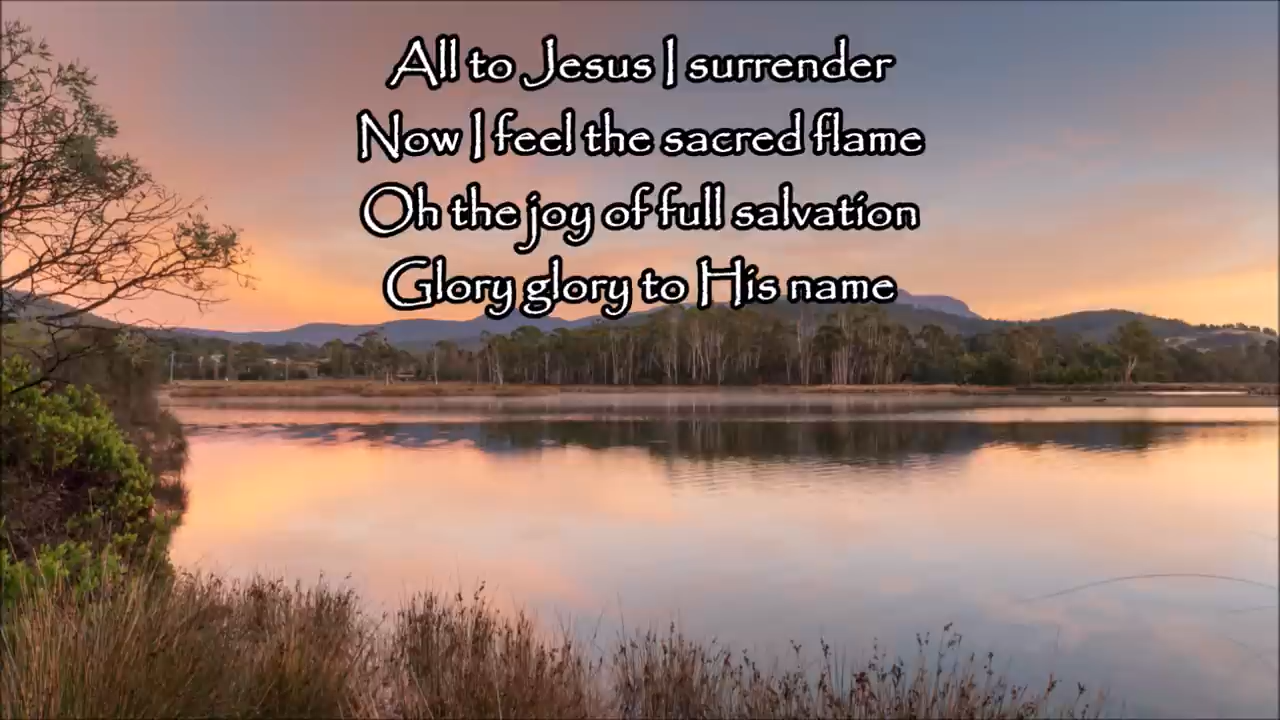 All to Jesus I surrender
Now I feel the sacred flame
Oh the joy of full salvation
Glory glory to His name